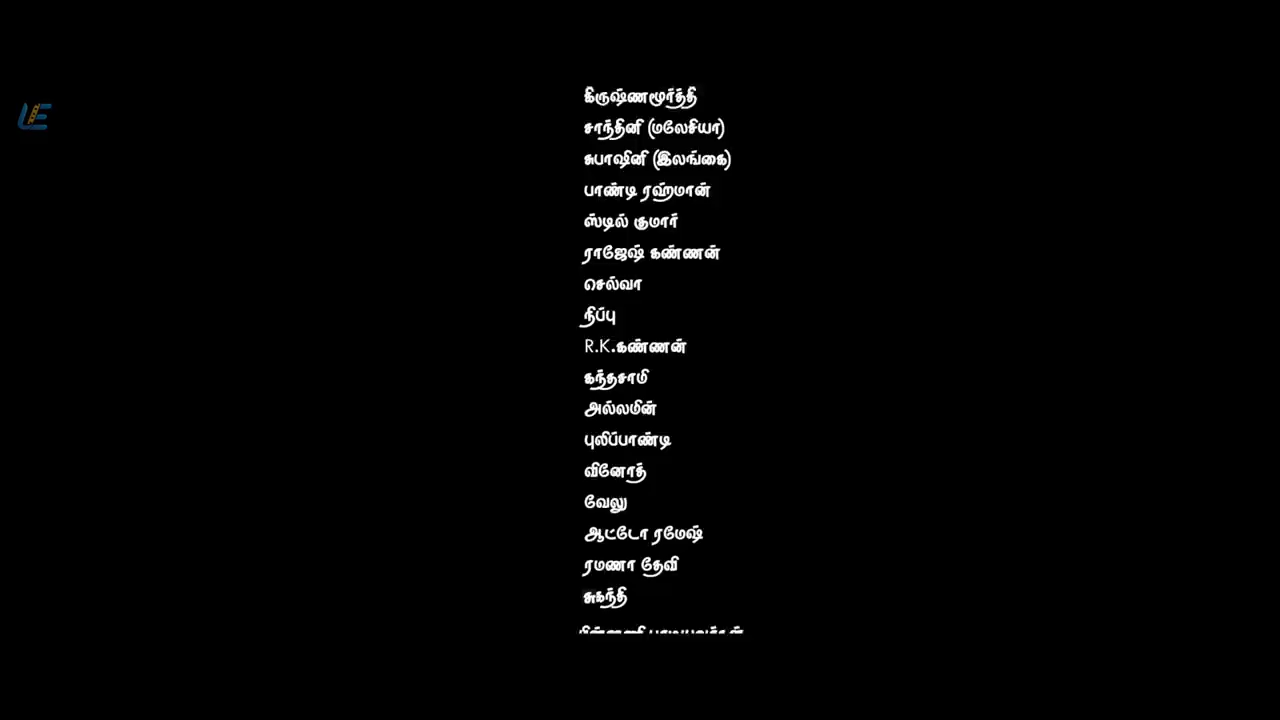 கிருஷ்ணமூர்த்தி
சாந்தினி (மலேசியா)
சுபாஷினி (இலங்கை)
பாண்டி ரஹ்மான்
ஸ்டில் குமார்
ராஜேஷ் கண்ணன்
செல்வா
நிப்பு
R.K.கண்ணன்
கந்தசாமி
அல்லமின்
புலிப்பாண்டி
வினோத்
வேலு
ஆட்டோ ரமேஷ்
ரமணா தேவி
சுகந்தி